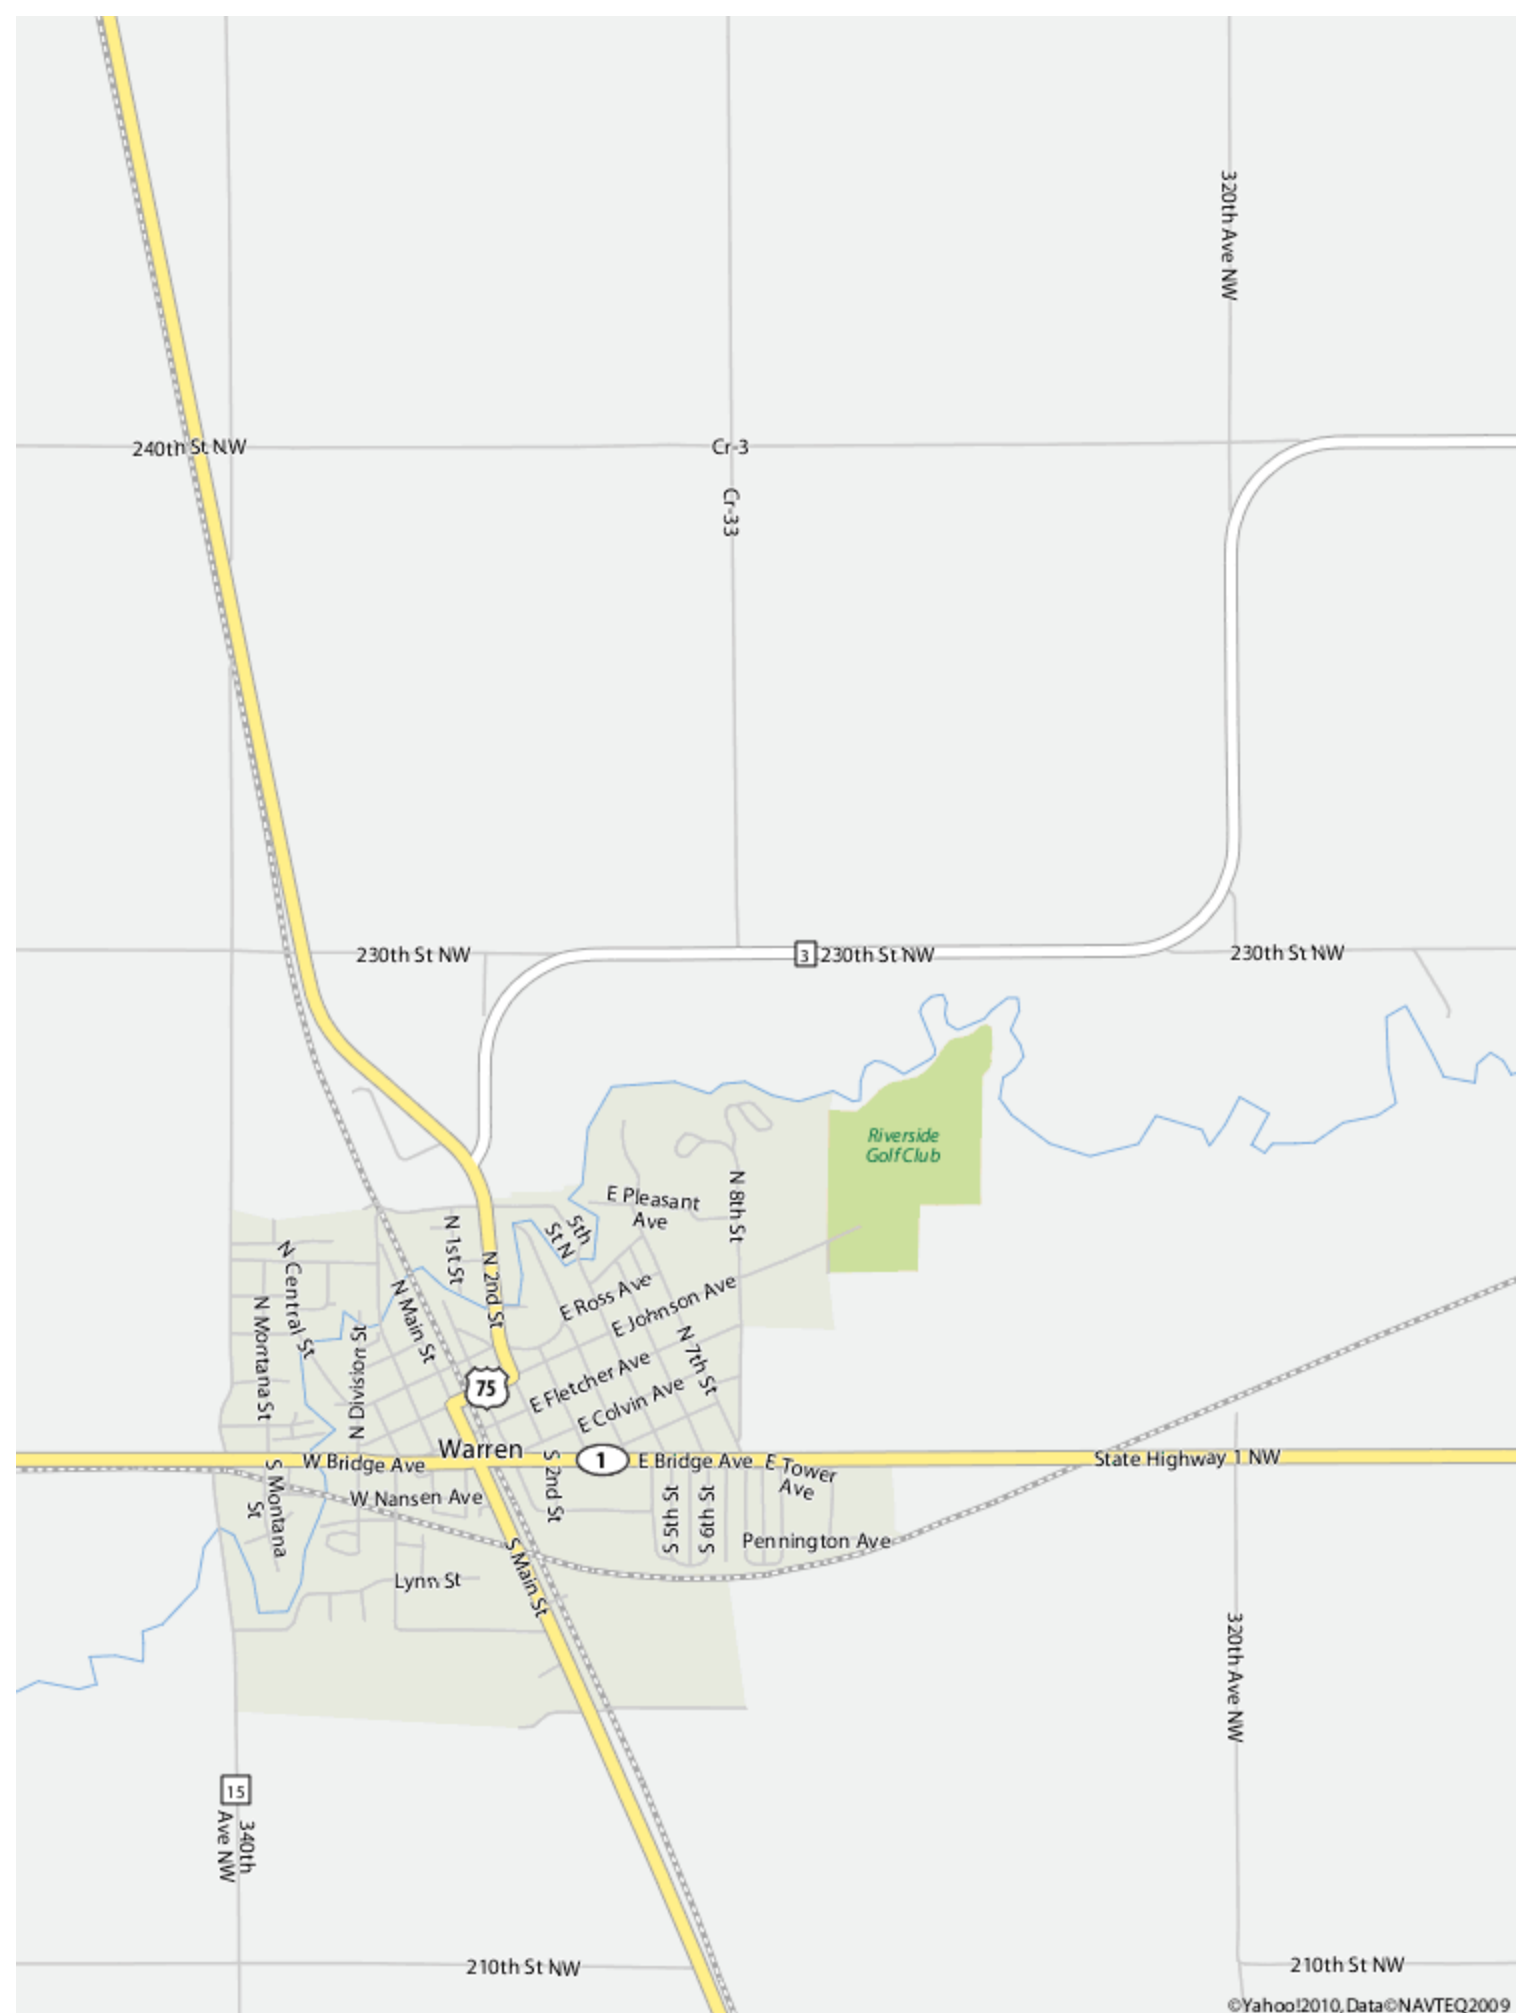 320th Ave NW
240th St NW
Cr-3
Cr-33
230th St NW
3
230th St NW
230th St NW
Riverside
Golf Club
E Pleasant
Ave
N 8th St
5th
St N
N 1st St
N 2nd St
N Central St
N Main St
N Montana St
N Division St
E Ross Ave
E Johnson Ave
N 7th St
E Fletcher Ave
E Colvin Ave
75
Warren
W Bridge Ave
1
E Bridge Ave
E Tower
Ave
State Highway 1 NW
S Montana
St
W Nansen Ave
S 2nd St
S 5th St
S 6th St
Pennington Ave
S Main St
Lynn St
320th Ave NW
15
340th
Ave NW
210th St NW
210th St NW
©Yahoo!2010, Data©NAVTEQ2009